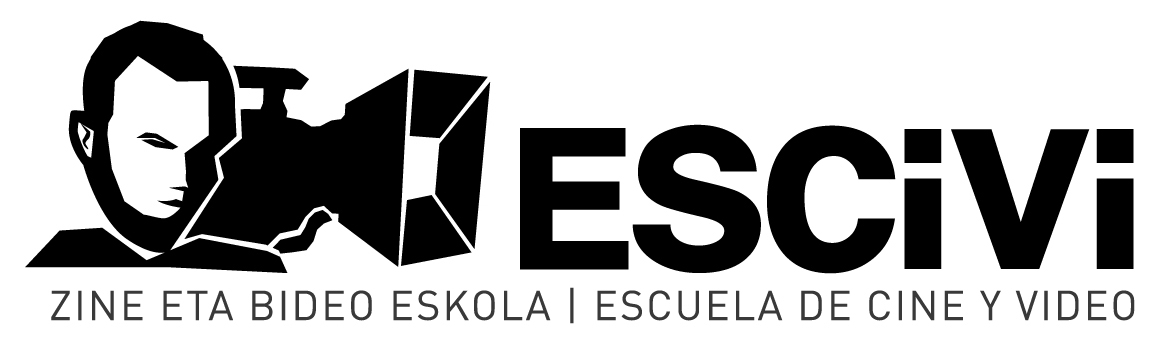 ESCiVi
ZINE ETA BIDEO ESKOLA | ESCUELA DE CINE Y VIDEO